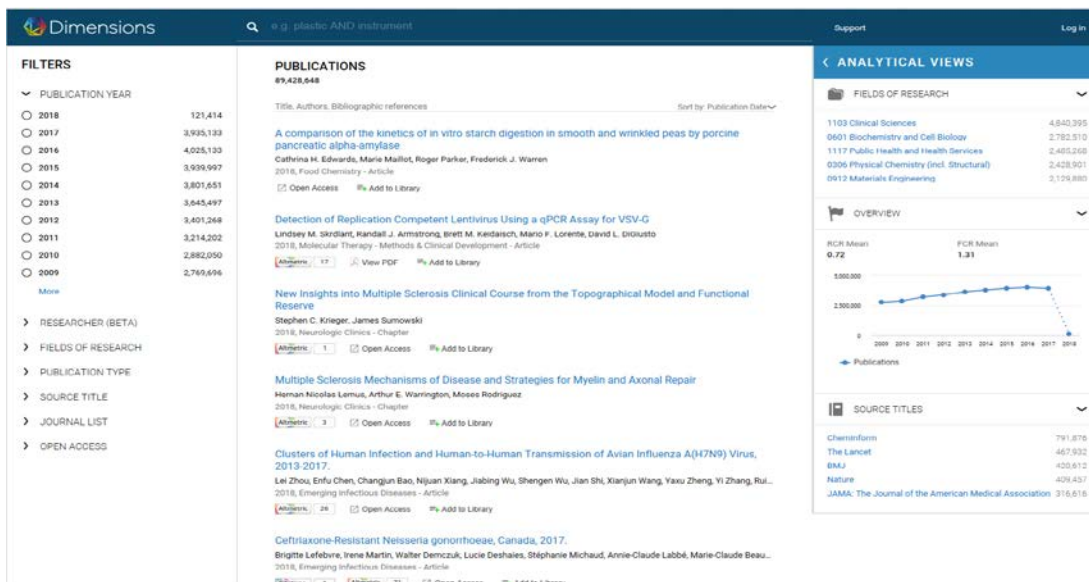 Dimensions
e.g. plastic AND instrument
Support
Log in
FILTERS
PUBLICATION YEAR
2018 121,414
2017 3,935,133
2016 4,025,133
2015 3,939,997
2014 3,801,651
2013 3,645,497
2012 3,401,268
2011 3,214,202
2010 2,882,050
2009 2,769,696
More
RESEARCHER (BETA)
FIELDS OF RESEARCH
PUBLICATION TYPE
SOURCE TITLE
JOURNAL LIST
OPEN ACCESS
PUBLICATIONS
89,428,648
Title, Authors, Bibliographic references
Sort by: Publication Date
A comparison of the kinetics of in vitro starch digestion in smooth and wrinkled peas by porcine
pancreatic alpha-amylase
Cathrina H. Edwards, Marie Maillot, Roger Parker, Frederick J. Warren
2018, Food Chemistry - Article
Open Access Add to Library
Detection of Replication Competent Lentivirus Using a qPCR Assay for VSV-G
Lindsey M. Skrdlant, Randall J. Armstrong, Brett M. Keidaisch, Mario F. Lorente, David L. DiGiusto
2018, Molecular Therapy - Methods & Clinical Development - Article
Altmetric 17 View PDF Add to Library
New Insights into Multiple Sclerosis Clinical Course from the Topographical Model and Functional
Reserve
Stephen C. Krieger, James Sumowski
2018, Neurologic Clinics - Chapter
Altmetric 1 Open Access Add to Library
Multiple Sclerosis Mechanisms of Disease and Strategies for Myelin and Axonal Repair
Hernan Nicolas Lemus, Arthur E. Warrington, Moses Rodriguez
2018, Neurologic Clinics - Chapter
Altmetric 3 Open Access Add to Library
Clusters of Human Infection and Human-to-Human Transmission of Avian Influenza A(H7N9) Virus,
2013-2017.
Lei Zhou, Enfu Chen, Changjun Bao, Nijuan Xiang, Jiabing Wu, Shengen Wu, Jian Shi, Xianjun Wang, Yaxu Zheng, Yi Zhang, Rui...
2018, Emerging Infectious Diseases - Article
Altmetric 26 Open Access Add to Library
Ceftriaxone-Resistant Neisseria gonorrhoeae, Canada, 2017.
Brigitte Lefebvre, Irene Martin, Walter Demczuk, Lucie Deshaies, Stéphanie Michaud, Annie-Claude Labbé, Marie-Claude Beau...
2018, Emerging Infectious Diseases - Article
ANALYTICAL VIEWS
FIELDS OF RESEARCH
1103 Clinical Sciences 4,840,395
0601 Biochemistry and Cell Biology 2,782,510
1117 Public Health and Health Services 2,485,268
0306 Physical Chemistry (incl. Structural) 2,428,901
0912 Materials Engineering 2,129,880
OVERVIEW
RCR Mean FCR Mean
0.72 1.31
5,000,000
2,500,000
0
2009 2010 2011 2012 2013 2014 2015 2016 2017 2018
Publications
SOURCE TITLES
Cheminform 791,876
The Lancet 467,932
BMJ 420,612
Nature 409,457
JAMA: The Journal of the American Medical Association 316,616